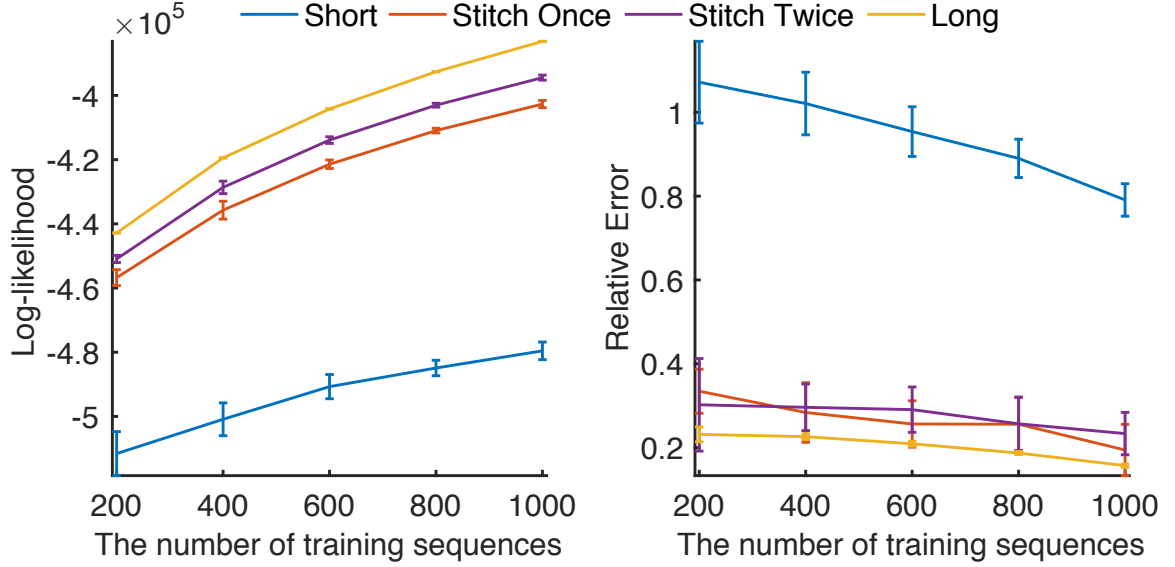 Short Stitch Once Stitch Twice Long
× 10^5
-4
-4.2
-4.4
-4.6
-4.8
-5
Log-likelihood
200 400 600 800 1000
The number of training sequences
1
0.8
0.6
0.4
0.2
Relative Error
200 400 600 800 1000
The number of training sequences